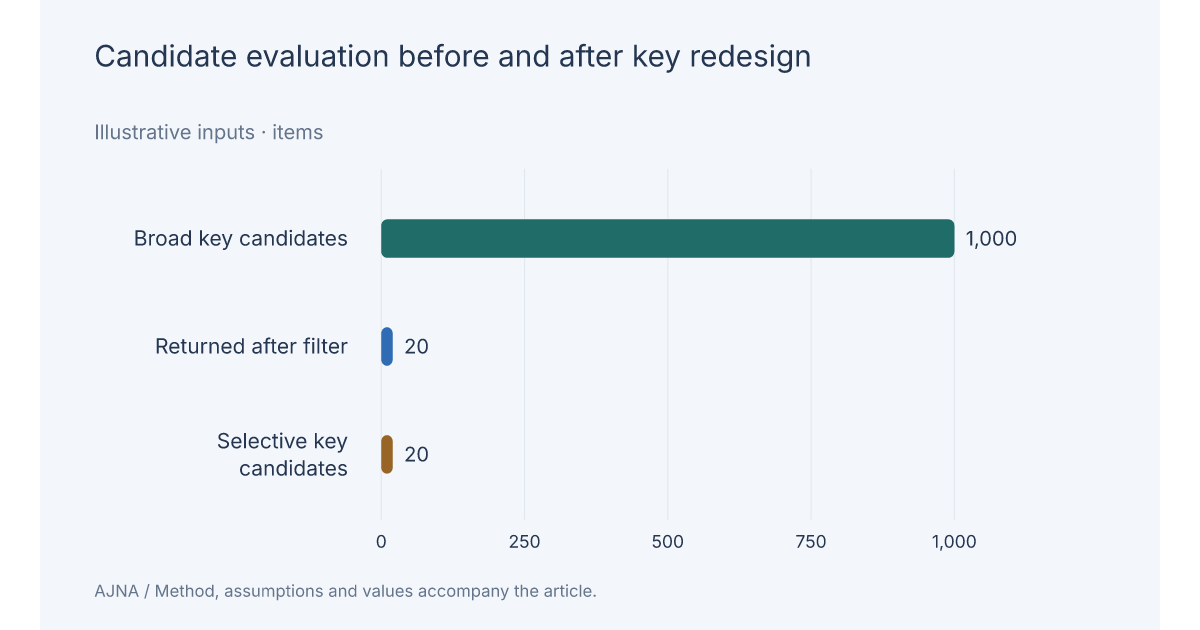 Candidate evaluation before and after key redesign
Illustrative inputs · items
Broad key candidates
1,000
Returned after filter
20
Selective key
candidates
20
0 250 500 750 1,000
AJNA / Method, assumptions and values accompany the article.